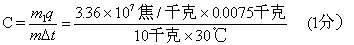 C = m₁q / mΔt = 3.36×10⁷焦/千克×0.0075千克 / 10千克×30℃ (1分)